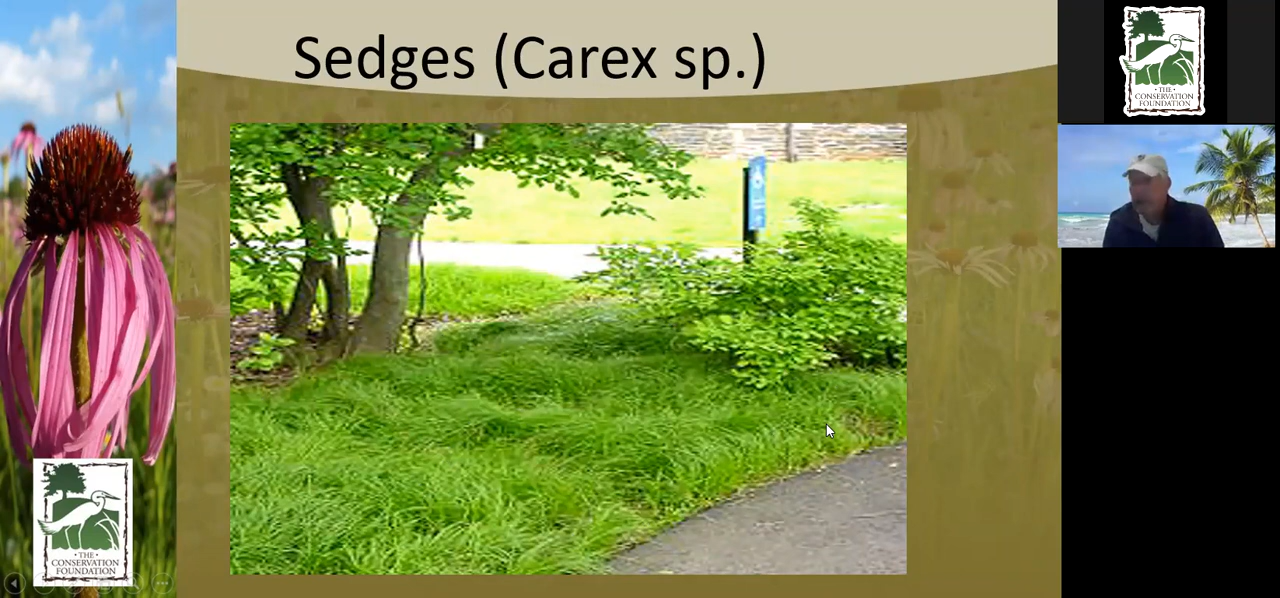 Sedges (Carex sp.)
• THE •
CONSERVATION
FOUNDATION
• THE •
CONSERVATION
FOUNDATION